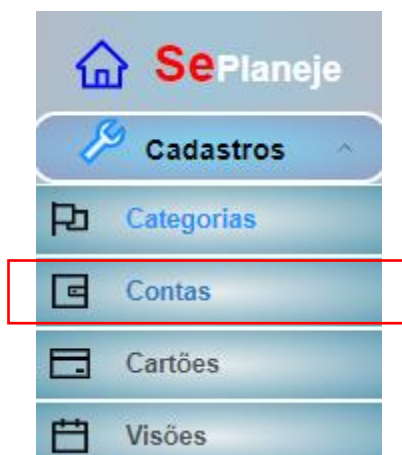 SePlaneje
Cadastros
Categorias
Contas
Cartões
Visões